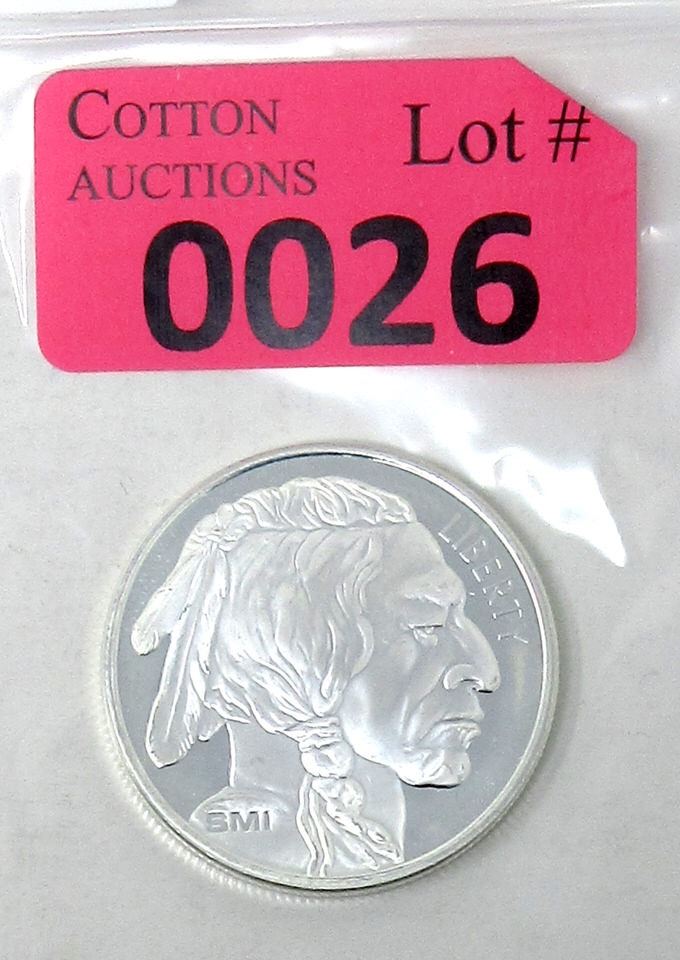 COTTON
AUCTIONS
Lot #
0026
LIBERTY
SMI